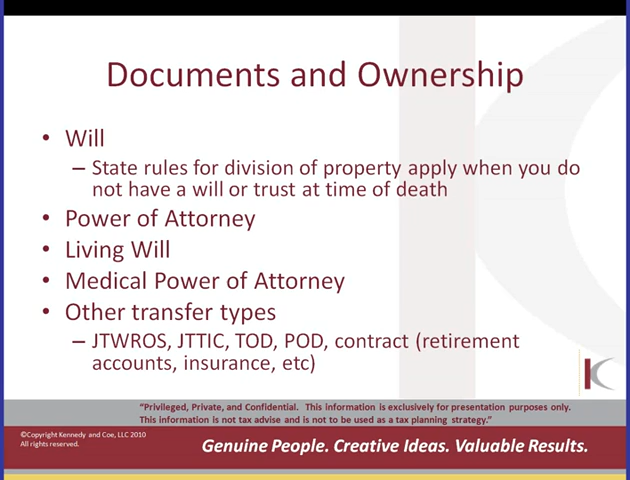 Documents and Ownership
• Will
– State rules for division of property apply when you do
not have a will or trust at time of death
• Power of Attorney
• Living Will
• Medical Power of Attorney
• Other transfer types
– JTWROS, JTTIC, TOD, POD, contract (retirement
accounts, insurance, etc)
"Privileged, Private, and Confidential. This information is exclusively for presentation purposes only.
This information is not tax advise and is not to be used as a tax planning strategy."
©Copyright Kennedy and Coe, LLC 2010
All rights reserved.
Genuine People. Creative Ideas. Valuable Results.